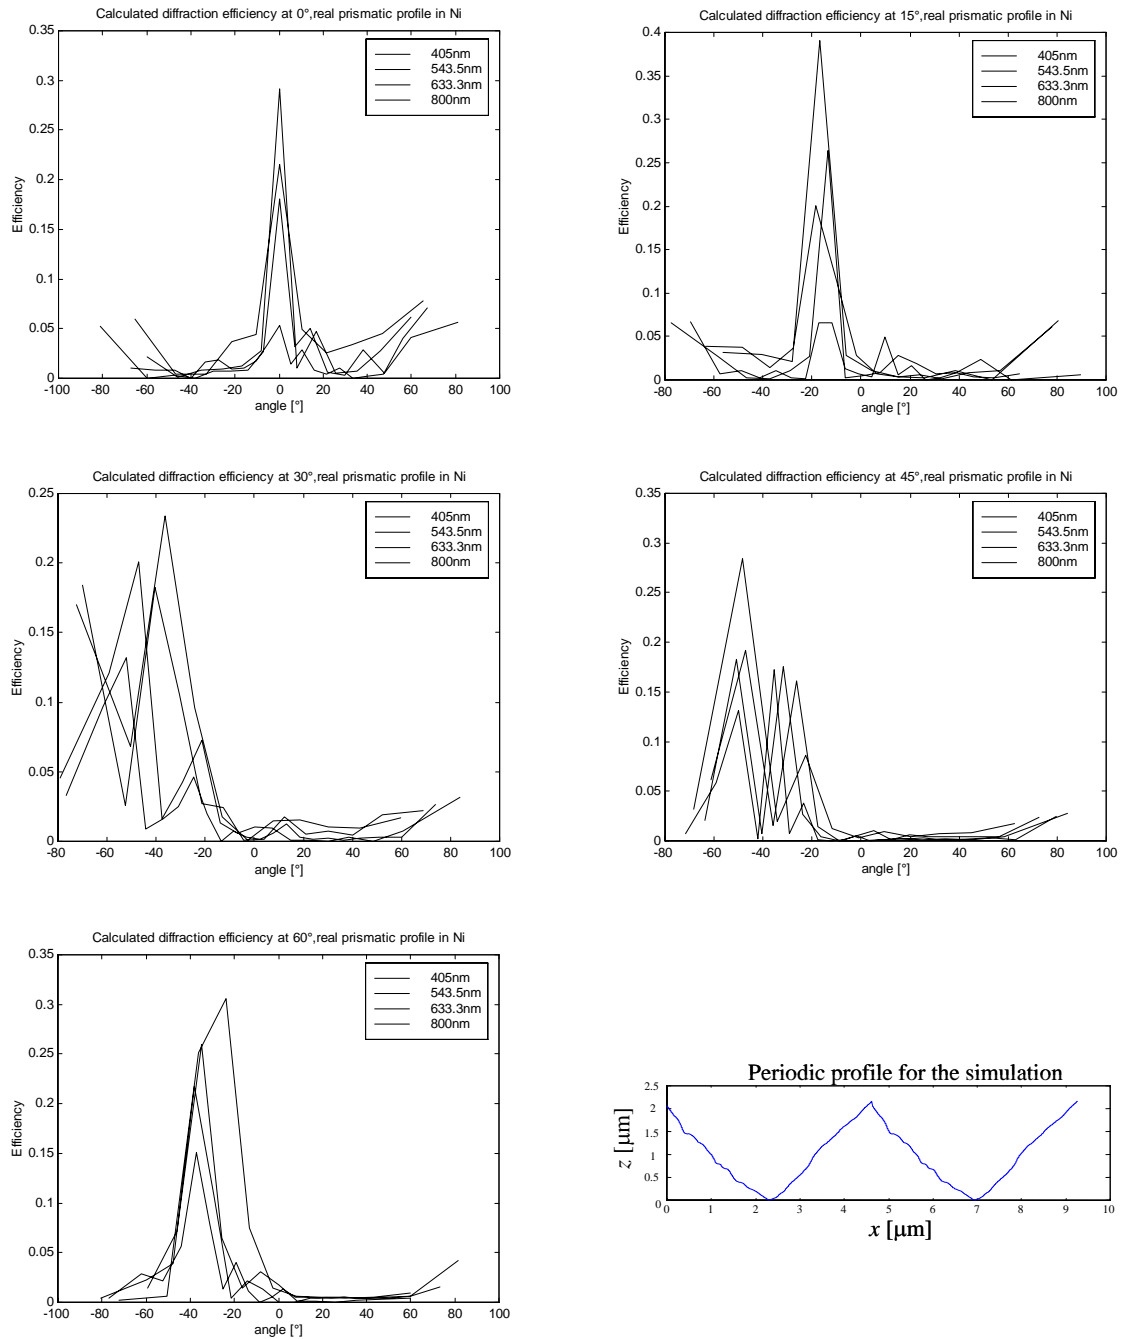 Calculated diffraction efficiency at 0°,real prismatic profile in Ni
0.35
0.3
0.25
0.2
0.15
0.1
0.05
0
Efficiency
405nm
543.5nm
633.3nm
800nm
-100 -80 -60 -40 -20 0 20 40 60 80 100
angle [°]
Calculated diffraction efficiency at 15°,real prismatic profile in Ni
0.4
0.35
0.3
0.25
0.2
0.15
0.1
0.05
0
Efficiency
405nm
543.5nm
633.3nm
800nm
-80 -60 -40 -20 0 20 40 60 80 100
angle [°]
Calculated diffraction efficiency at 30°,real prismatic profile in Ni
0.25
0.2
0.15
0.1
0.05
0
Efficiency
405nm
543.5nm
633.3nm
800nm
-80 -60 -40 -20 0 20 40 60 80 100
angle [°]
Calculated diffraction efficiency at 45°,real prismatic profile in Ni
0.35
0.3
0.25
0.2
0.15
0.1
0.05
0
Efficiency
405nm
543.5nm
633.3nm
800nm
-80 -60 -40 -20 0 20 40 60 80 100
angle [°]
Calculated diffraction efficiency at 60°,real prismatic profile in Ni
0.35
0.3
0.25
0.2
0.15
0.1
0.05
0
Efficiency
405nm
543.5nm
633.3nm
800nm
-100 -80 -60 -40 -20 0 20 40 60 80 100
angle [°]
Periodic profile for the simulation
2.5
2
1.5
1
0.5
0
z [µm]
0 1 2 3 4 5 6 7 8 9 10
x [µm]